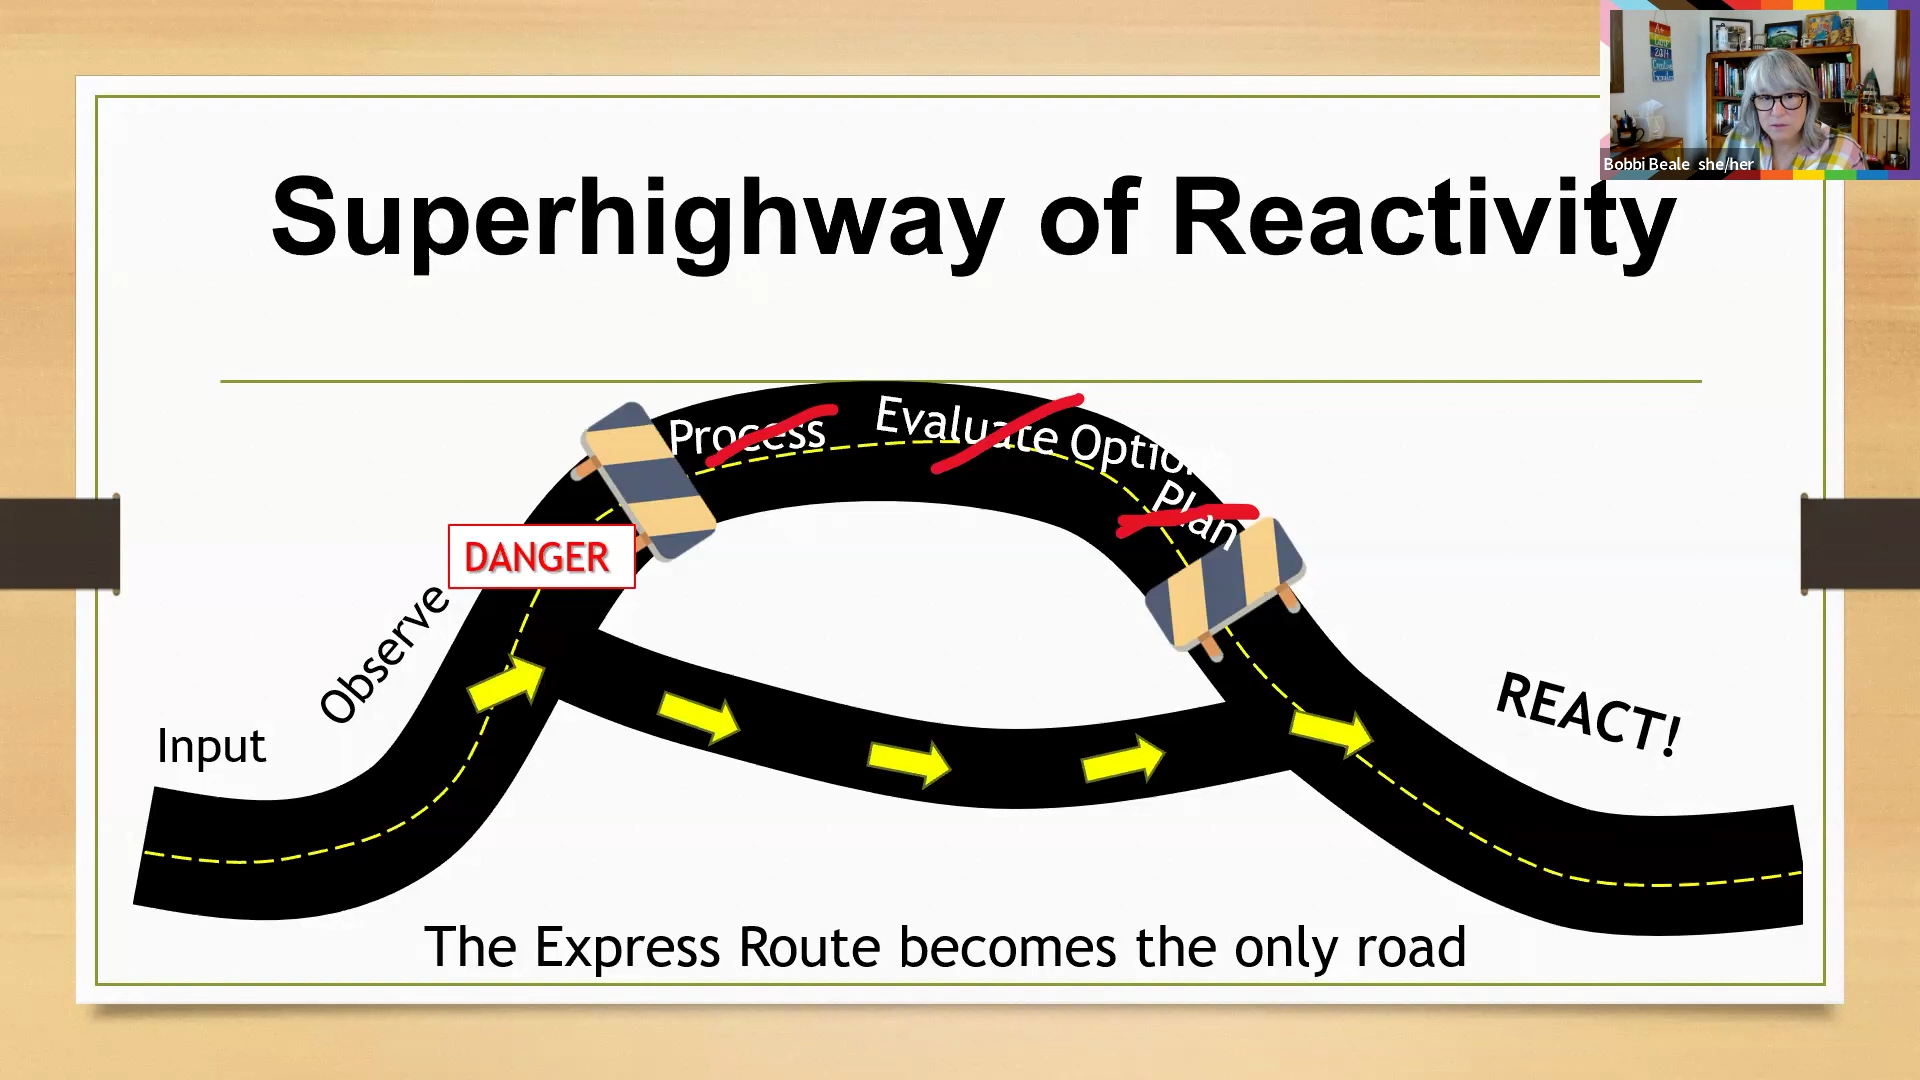 Bobbi Beale she/her
Superhighway of Reactivity
Process
Evaluate Option
Plan
DANGER
Observe
Input
REACT!
The Express Route becomes the only road